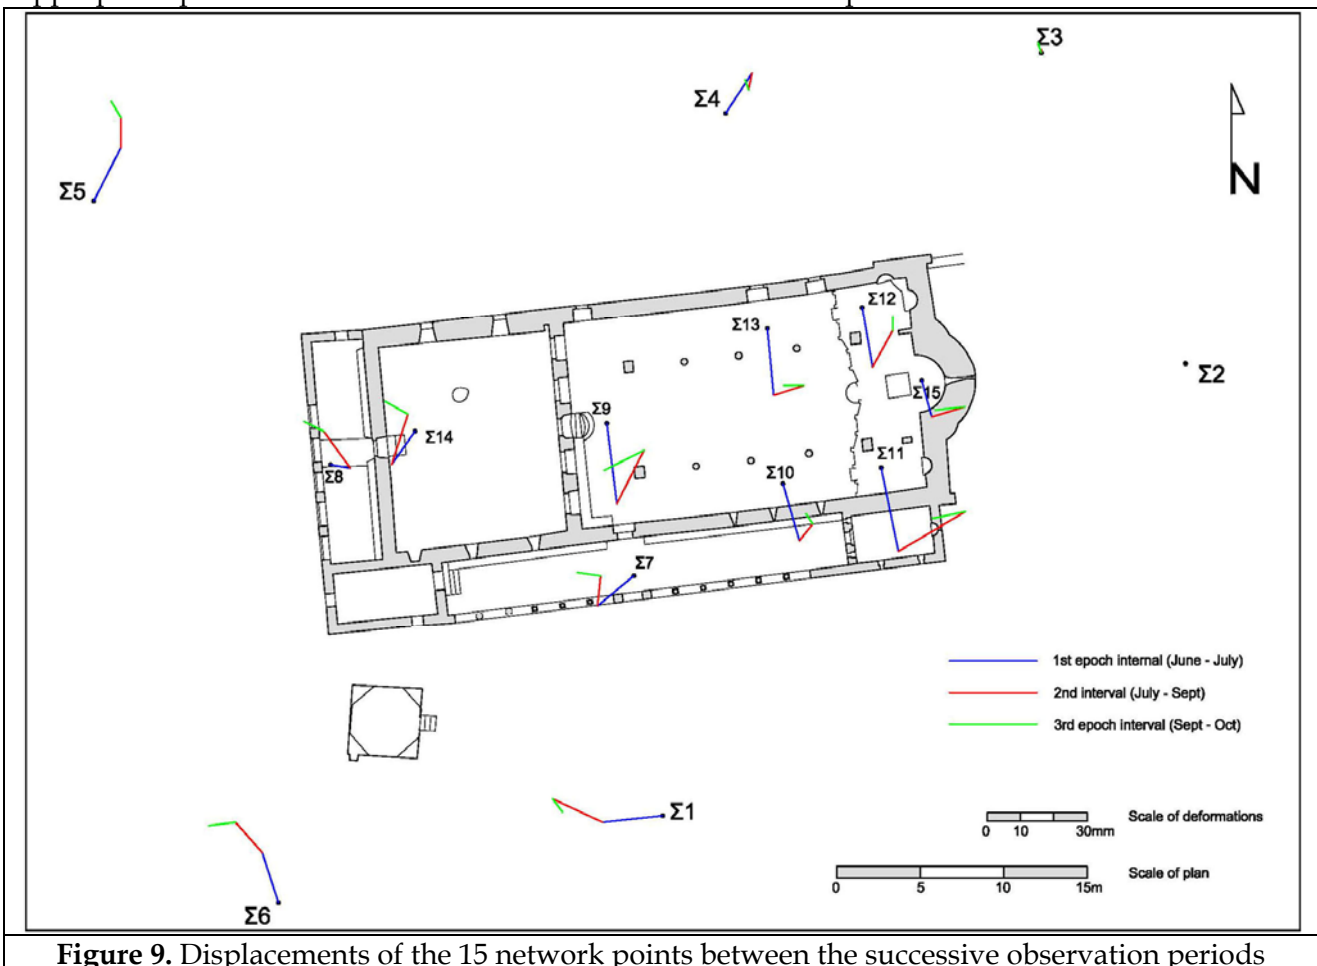 Σ3
Σ4
N
Σ5
Σ2
Σ12
Σ13
Σ15
Σ9
Σ14
Σ11
Σ10
Σ8
Σ7
1st epoch internal (June - July)
2nd interval (July - Sept)
3rd epoch interval (Sept - Oct)
Σ1
Scale of deformations
0 10 30mm
Scale of plan
0 5 10 15m
Σ6
Figure 9. Displacements of the 15 network points between the successive observation periods